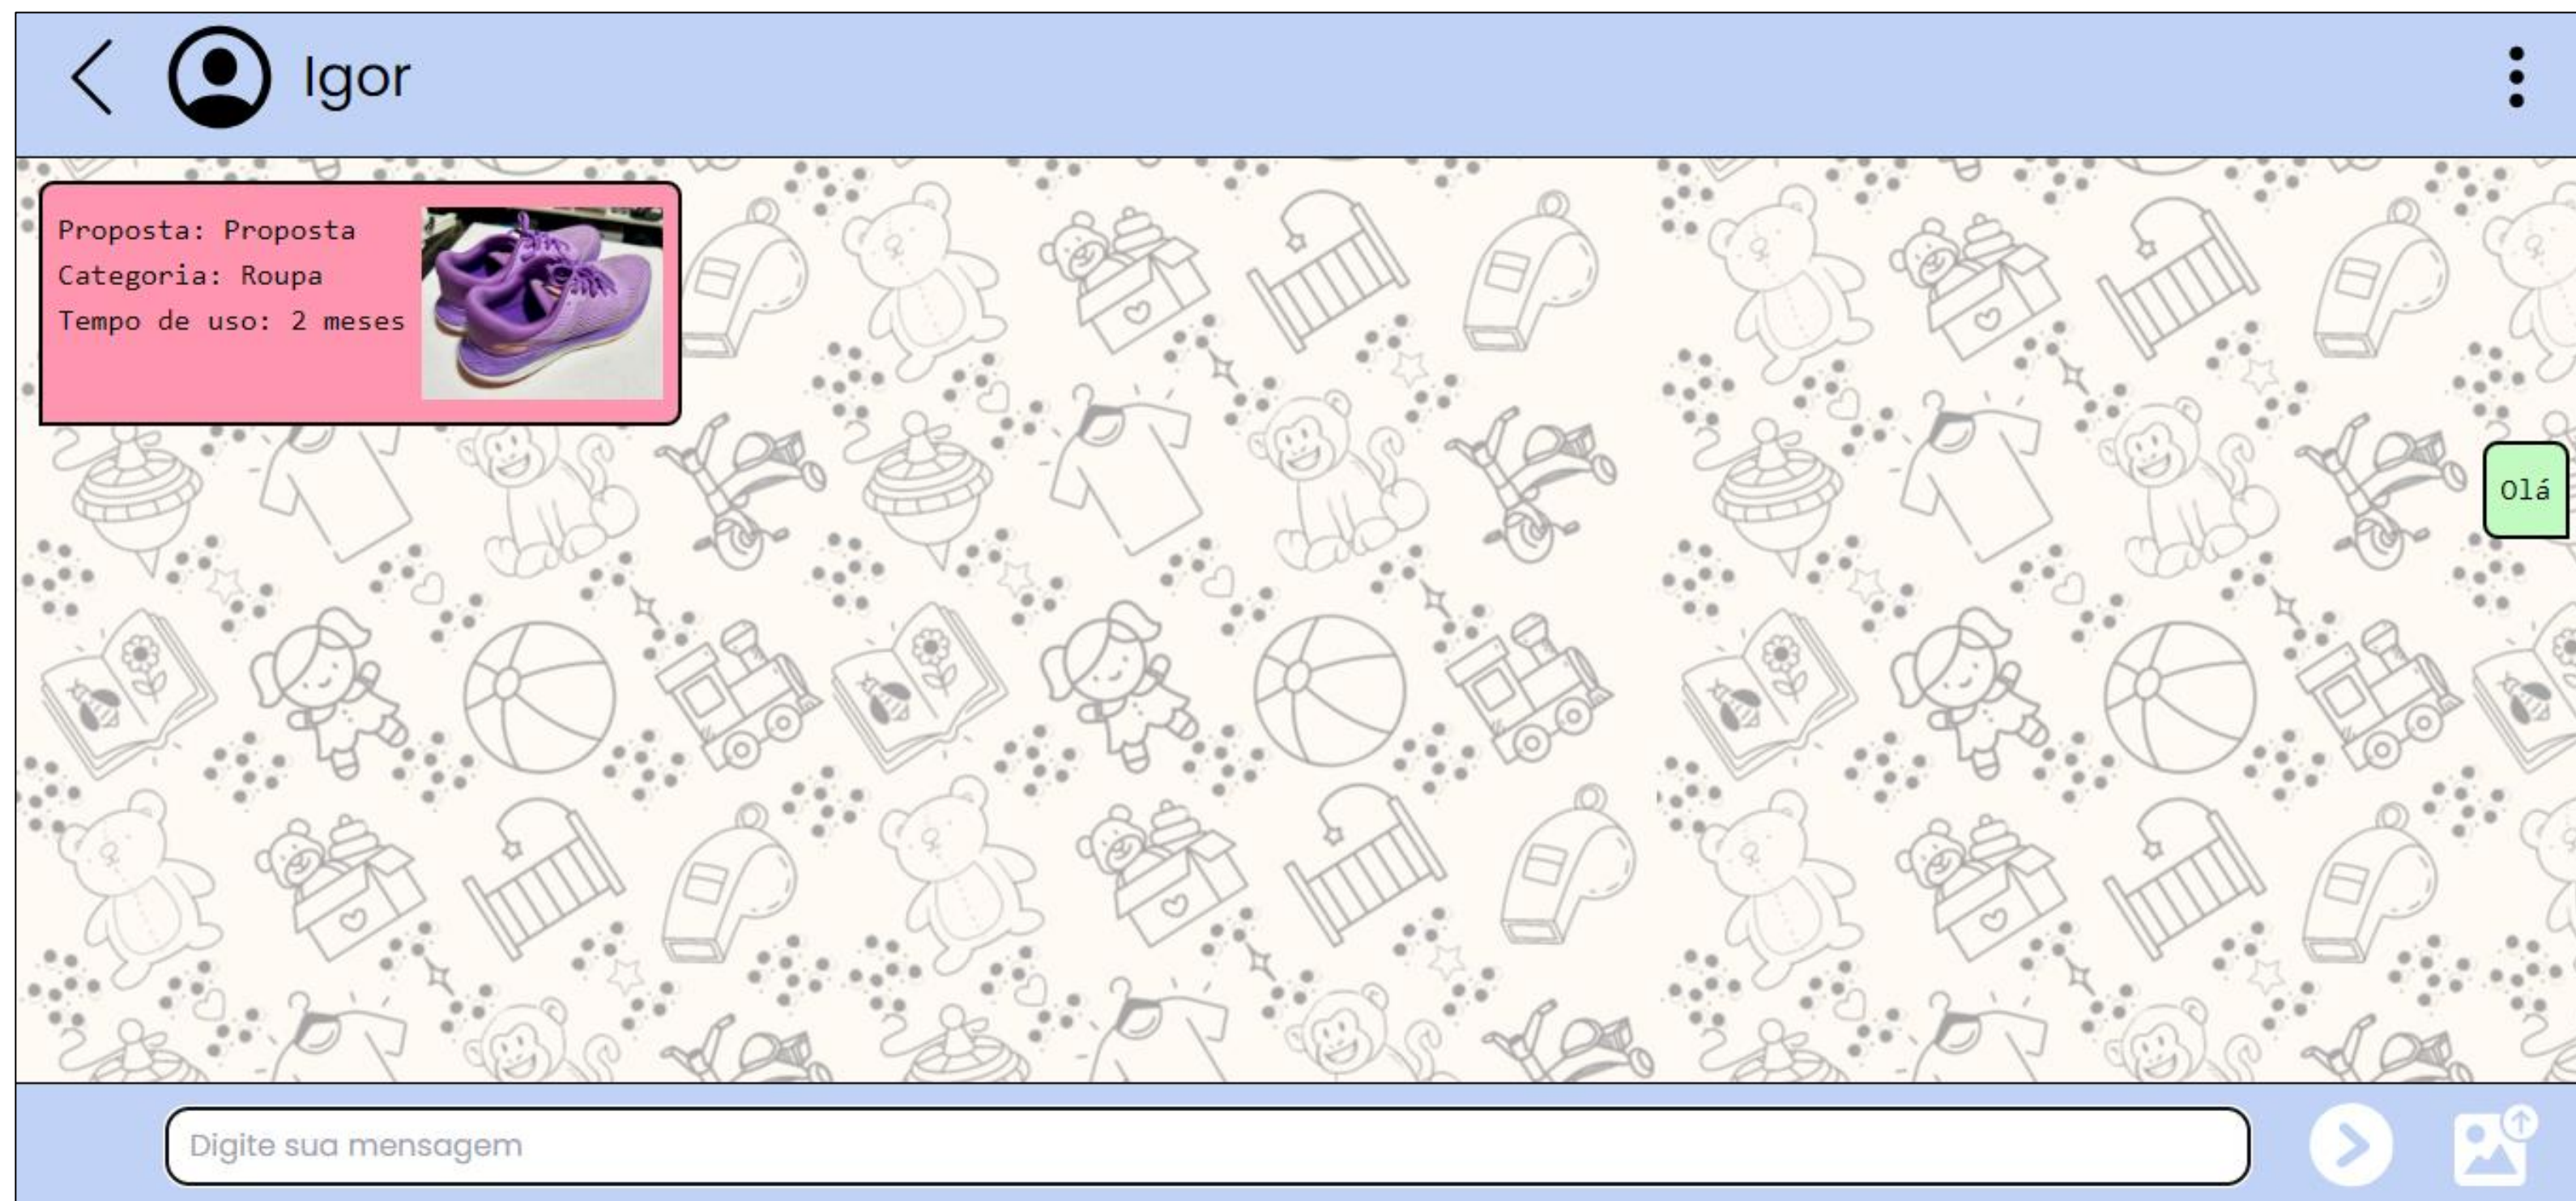 Igor
Proposta: Proposta
Categoria: Roupa
Tempo de uso: 2 meses
Olá
Digite sua mensagem